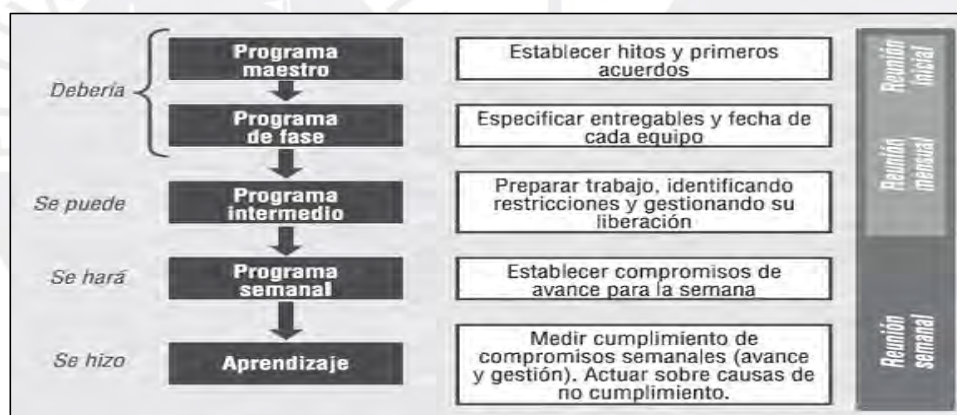 Debería
Programa
maestro
Establecer hitos y primeros
acuerdos
Reunión
inicial
Programa
de fase
Especificar entregables y fecha de
cada equipo
Reunión
mensual
Se puede
Programa
intermedio
Preparar trabajo, identificando
restricciones y gestionando su
liberación
Se hará
Programa
semanal
Establecer compromisos de
avance para la semana
Reunión
semanal
Se hizo
Aprendizaje
Medir cumplimiento de
compromisos semanales (avance
y gestión). Actuar sobre causas de
no cumplimiento.